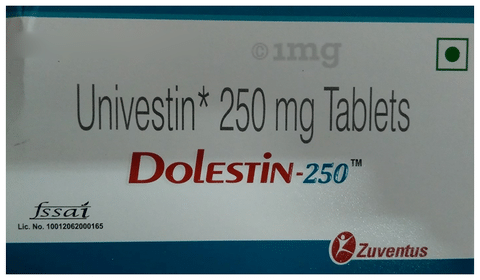 ©1mg
Univestin* 250 mg Tablets
DOLESTIN-250™
fssai
Lic. No. 10012062000165
Zuventus